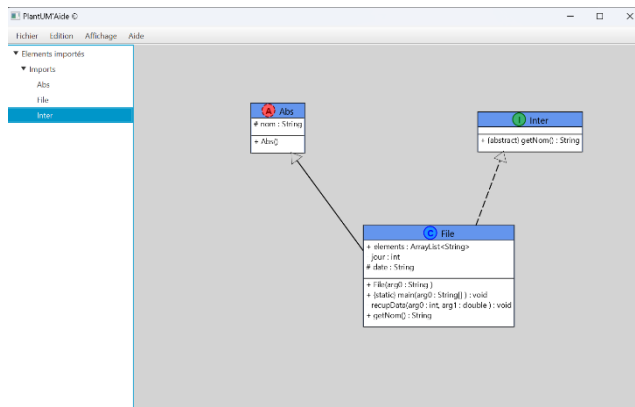 PlantUM'Aide ©
Fichier Edition Affichage Aide
Elements importés
Imports
Abs
File
Inter
A Abs
# nom : String
+ Abs()
I Inter
+ {abstract} getNom() : String
C File
+ elements : ArrayList<String>
jour : int
# date : String
+ File(arg0 : String )
+ {static} main(arg0 : String[] ) : void
recupData(arg0 : int, arg1 : double ) : void
+ getNom() : String